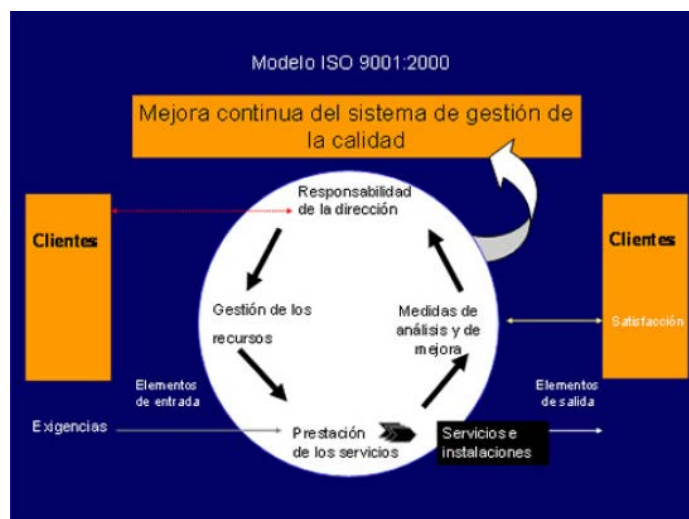 Modelo ISO 9001:2000
Mejora continua del sistema de gestión de
la calidad
Responsabilidad
de la dirección
Clientes
Clientes
Gestión de los
recursos
Medidas de
análisis y de
mejora
Satisfacción
Elementos
de entrada
Elementos
de salida
Exigencias
Prestación
de los servicios
Servicios e
instalaciones